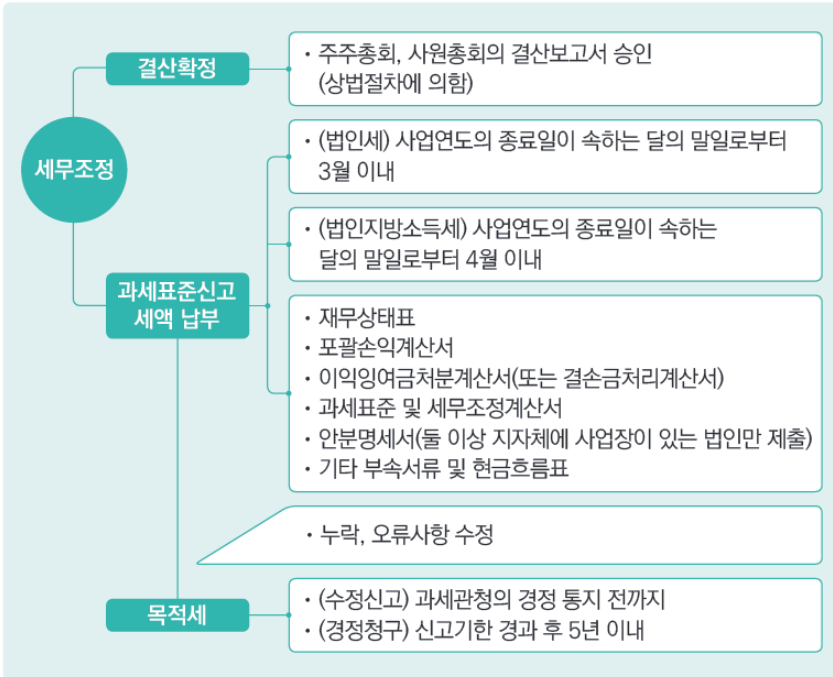 결산확정
· 주주총회, 사원총회의 결산보고서 승인
(상법절차에 의함)
세무조정
· (법인세) 사업연도의 종료일이 속하는 달의 말일로부터
3월 이내
· (법인지방소득세) 사업연도의 종료일이 속하는
달의 말일로부터 4월 이내
과세표준신고
세액 납부
· 재무상태표
· 포괄손익계산서
· 이익잉여금처분계산서(또는 결손금처리계산서)
· 과세표준 및 세무조정계산서
· 안분명세서(둘 이상 지자체에 사업장이 있는 법인만 제출)
· 기타 부속서류 및 현금흐름표
· 누락, 오류사항 수정
목적세
· (수정신고) 과세관청의 경정 통지 전까지
· (경정청구) 신고기한 경과 후 5년 이내